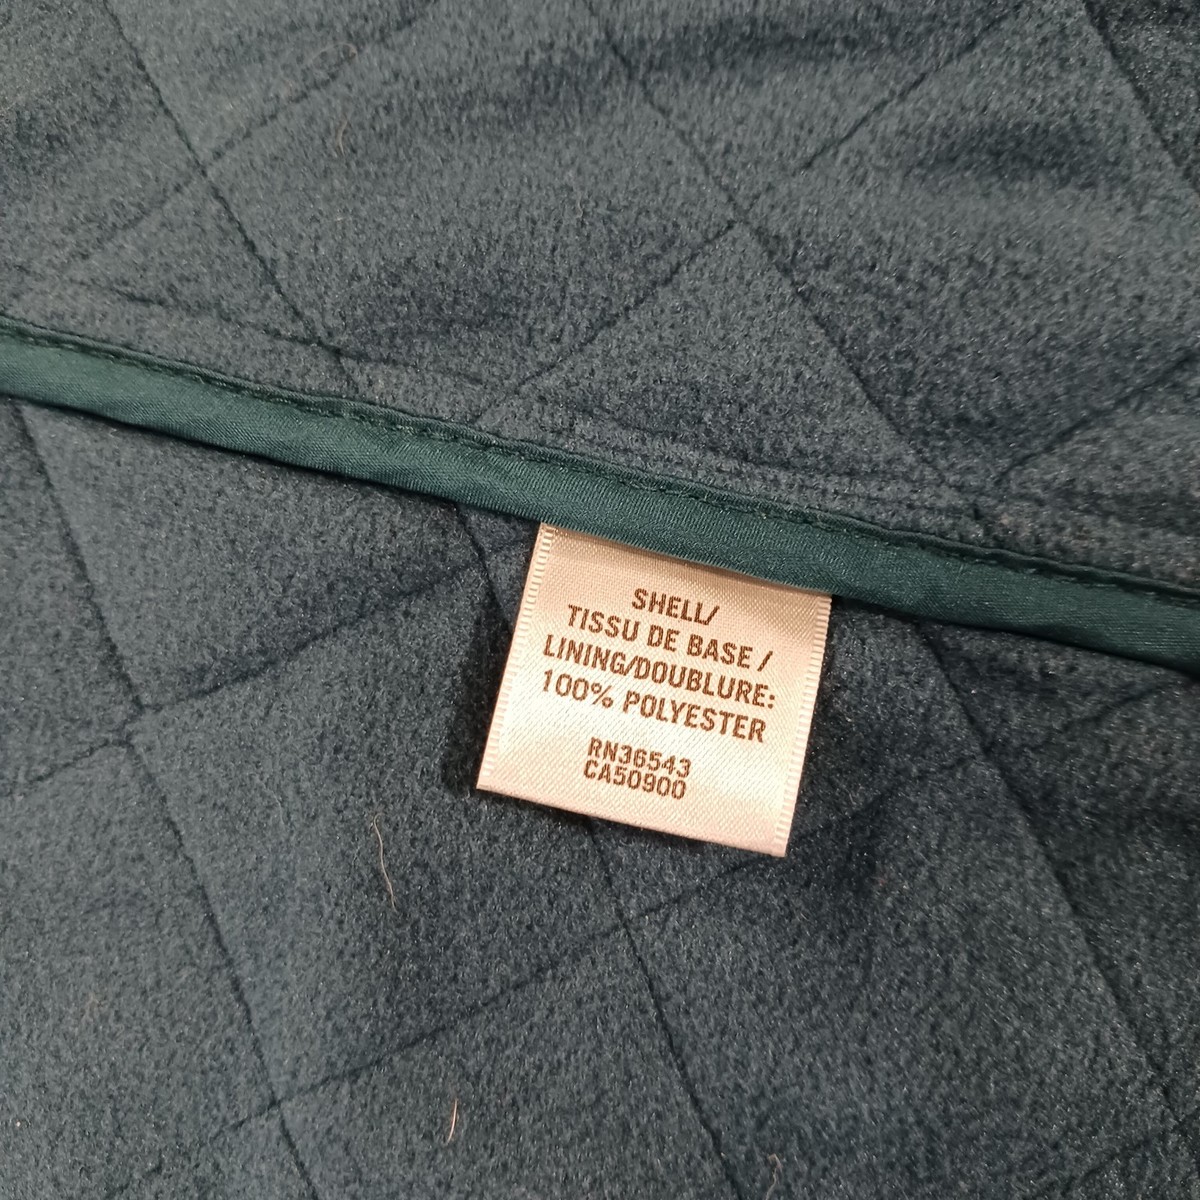 SHELL/
TISSU DE BASE /
LINING/DOUBLURE:
100% POLYESTER
RN36543
CA50900